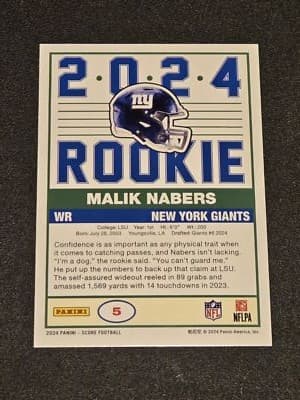 2·0·2·4
ny
ROOKIE
MALIK NABERS
WR NEW YORK GIANTS
College: LSU Year: 1st Ht.: 6'0" Wt.: 200
Born: July 28, 2003 Youngsville, LA Drafted: Giants #6 2024
Confidence is as important as any physical trait when
it comes to catching passes, and Nabers isn't lacking.
"I'm a dog," the rookie said. "You can't guard me."
He put up the numbers to back up that claim at LSU.
The self-assured wideout reeled in 89 grabs and
amassed 1,569 yards with 14 touchdowns in 2023.
PANINI 5 NFL NFLPA
2024 PANINI - SCORE FOOTBALL © 2024 Panini America, Inc.